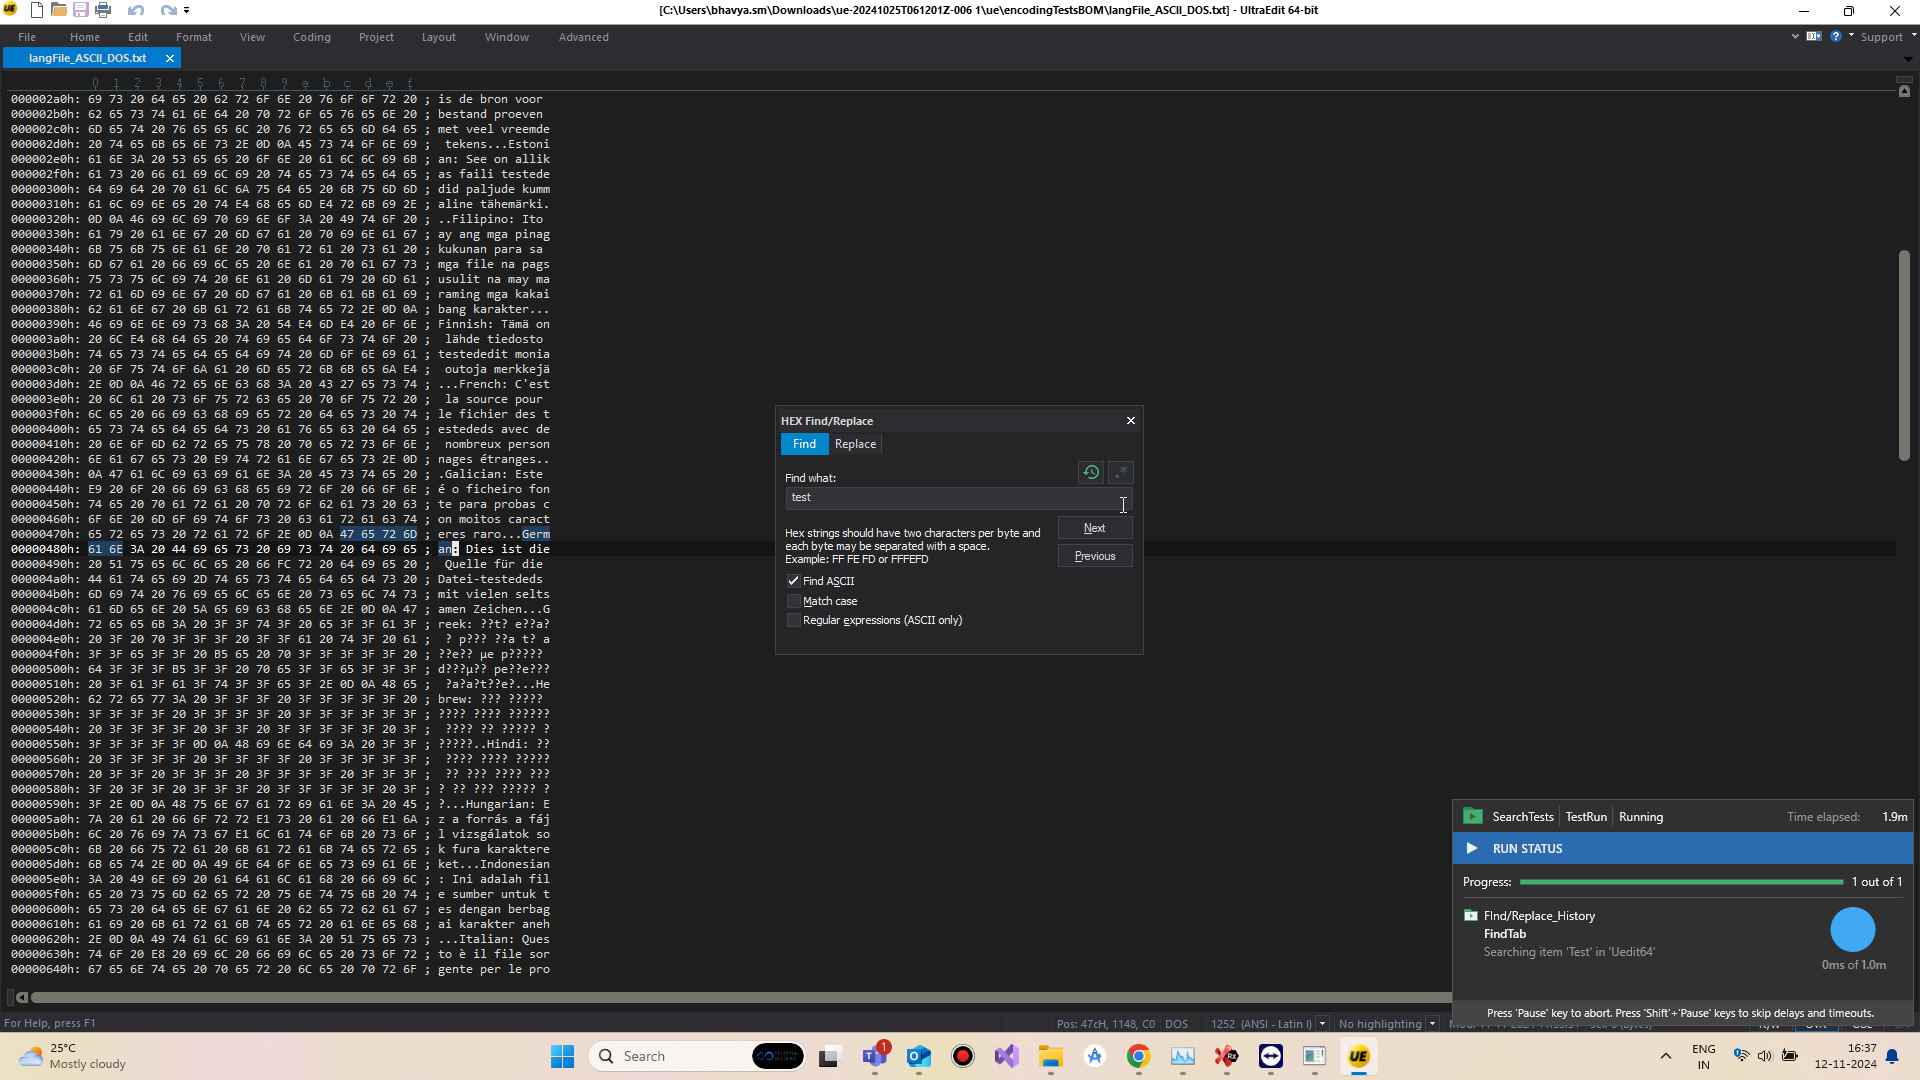 [C:\Users\bhavya.sm\Downloads\ue-20241025T061201Z-006 1\ue\encodingTestsBOM\langFile_ASCII_DOS.txt] - UltraEdit 64-bit
File Home Edit Format View Coding Project Layout Window Advanced Support
langFile_ASCII_DOS.txt
0 1 2 3 4 5 6 7 8 9 a b c d e f
000002a0h: 69 73 20 64 65 20 62 72 6F 6E 20 76 6F 6F 72 20 ; is de bron voor
000002b0h: 62 65 73 74 61 6E 64 20 70 72 6F 65 76 65 6E 20 ; bestand proeven
000002c0h: 6D 65 74 20 76 65 65 6C 20 76 72 65 65 6D 64 65 ; met veel vreemde
000002d0h: 20 74 65 6B 65 6E 73 2E 0D 0A 45 73 74 6F 6E 69 ; tekens...Estoni
000002e0h: 61 6E 3A 20 53 65 65 20 6F 6E 20 61 6C 6C 69 6B ; an: See on allik
000002f0h: 61 73 20 66 61 69 6C 69 20 74 65 73 74 65 64 65 ; as faili testede
00000300h: 64 69 64 20 70 61 6C 6A 75 64 65 20 6B 75 6D 6D ; did paljude kumm
00000310h: 61 6C 69 6E 65 20 74 E4 68 65 6D E4 72 6B 69 2E ; aline tähemärki.
00000320h: 0D 0A 46 69 6C 69 70 69 6E 6F 3A 20 49 74 6F 20 ; ..Filipino: Ito
00000330h: 61 79 20 61 6E 67 20 6D 67 61 20 70 69 6E 61 67 ; ay ang mga pinag
00000340h: 6B 75 6B 75 6E 61 6E 20 70 61 72 61 20 73 61 20 ; kukunan para sa
00000350h: 6D 67 61 20 66 69 6C 65 20 6E 61 20 70 61 67 73 ; mga file na pags
00000360h: 75 73 75 6C 69 74 20 6E 61 20 6D 61 79 20 6D 61 ; usulit na may ma
00000370h: 72 61 6D 69 6E 67 20 6D 67 61 20 6B 61 6B 61 69 ; raming mga kakai
00000380h: 62 61 6E 67 20 6B 61 72 61 6B 74 65 72 2E 0D 0A ; bang karakter...
00000390h: 46 69 6E 6E 69 73 68 3A 20 54 E4 6D E4 20 6F 6E ; Finnish: Tämä on
000003a0h: 20 6C E4 68 64 65 20 74 69 65 64 6F 73 74 6F 20 ; lähde tiedosto
000003b0h: 74 65 73 74 65 64 65 64 69 74 20 6D 6F 6E 69 61 ; testededit monia
000003c0h: 20 6F 75 74 6F 6A 61 20 6D 65 72 6B 6B 65 6A E4 ; outoja merkkejä
000003d0h: 2E 0D 0A 46 72 65 6E 63 68 3A 20 43 27 65 73 74 ; ...French: C'est
000003e0h: 20 6C 61 20 73 6F 75 72 63 65 20 70 6F 75 72 20 ; la source pour
000003f0h: 6C 65 20 66 69 63 68 69 65 72 20 64 65 73 20 74 ; le fichier des t
00000400h: 65 73 74 65 64 65 64 73 20 61 76 65 63 20 64 65 ; estededs avec de
00000410h: 20 6E 6F 6D 62 72 65 75 78 20 70 65 72 73 6F 6E ; nombreux person
00000420h: 6E 61 67 65 73 20 E9 74 72 61 6E 67 65 73 2E 0D ; nages étranges..
00000430h: 0A 47 61 6C 69 63 69 61 6E 3A 20 45 73 74 65 20 ; .Galician: Este
00000440h: E9 20 6F 20 66 69 63 68 65 69 72 6F 20 66 6F 6E ; é o ficheiro fon
00000450h: 74 65 20 70 61 72 61 20 70 72 6F 62 61 73 20 63 ; te para probas c
00000460h: 6F 6E 20 6D 6F 69 74 6F 73 20 63 61 72 61 63 74 ; on moitos caract
00000470h: 65 72 65 73 20 72 61 72 6F 2E 0D 0A 47 65 72 6D ; eres raro...Germ
00000480h: 61 6E 3A 20 44 69 65 73 20 69 73 74 20 64 69 65 ; an: Dies ist die
00000490h: 20 51 75 65 6C 6C 65 20 66 FC 72 20 64 69 65 20 ; Quelle für die
000004a0h: 44 61 74 65 69 2D 74 65 73 74 65 64 65 64 73 20 ; Datei-testededs
000004b0h: 6D 69 74 20 76 69 65 6C 65 6E 20 73 65 6C 74 73 ; mit vielen selts
000004c0h: 61 6D 65 6E 20 5A 65 69 63 68 65 6E 2E 0D 0A 47 ; amen Zeichen...G
000004d0h: 72 65 65 6B 3A 20 3F 3F 74 3F 20 65 3F 3F 61 3F ; reek: ??t? e??a?
000004e0h: 20 3F 20 70 3F 3F 3F 20 3F 3F 61 20 74 3F 20 61 ; ? p??? ??a t? a
000004f0h: 3F 3F 65 3F 3F 20 B5 65 20 70 3F 3F 3F 3F 3F 20 ; ??e?? µe p?????
00000500h: 64 3F 3F 3F B5 3F 3F 20 70 65 3F 3F 65 3F 3F 3F ; d???µ?? pe??e???
00000510h: 20 3F 61 3F 61 3F 74 3F 3F 65 3F 2E 0D 0A 48 65 ; ?a?a?t??e?...He
00000520h: 62 72 65 77 3A 20 3F 3F 3F 20 3F 3F 3F 3F 3F 20 ; brew: ??? ?????
00000530h: 3F 3F 3F 3F 20 3F 3F 3F 3F 20 3F 3F 3F 3F 3F 3F ; ???? ???? ??????
00000540h: 20 3F 3F 3F 3F 20 3F 3F 20 3F 3F 3F 3F 3F 20 3F ; ???? ?? ????? ?
00000550h: 3F 3F 3F 3F 3F 0D 0A 48 69 6E 64 69 3A 20 3F 3F ; ?????..Hindi: ??
00000560h: 20 3F 3F 3F 3F 20 3F 3F 3F 3F 20 3F 3F 3F 3F 3F ; ???? ???? ?????
00000570h: 20 3F 3F 20 3F 3F 3F 20 3F 3F 3F 3F 20 3F 3F 3F ; ?? ??? ???? ???
00000580h: 3F 20 3F 3F 20 3F 3F 3F 20 3F 3F 3F 3F 3F 20 3F ; ? ?? ??? ????? ?
00000590h: 3F 2E 0D 0A 48 75 6E 67 61 72 69 61 6E 3A 20 45 ; ?...Hungarian: E
000005a0h: 7A 20 61 20 66 6F 72 72 E1 73 20 61 20 66 E1 6A ; z a forrás a fáj
000005b0h: 6C 20 76 69 7A 73 67 E1 6C 61 74 6F 6B 20 73 6F ; l vizsgálatok so
000005c0h: 6B 20 66 75 72 61 20 6B 61 72 61 6B 74 65 72 65 ; k fura karaktere
000005d0h: 6B 65 74 2E 0D 0A 49 6E 64 6F 6E 65 73 69 61 6E ; ket...Indonesian
000005e0h: 3A 20 49 6E 69 20 61 64 61 6C 61 68 20 66 69 6C ; : Ini adalah fil
000005f0h: 65 20 73 75 6D 62 65 72 20 75 6E 74 75 6B 20 74 ; e sumber untuk t
00000600h: 65 73 20 64 65 6E 67 61 6E 20 62 65 72 62 61 67 ; es dengan berbag
00000610h: 61 69 20 6B 61 72 61 6B 74 65 72 20 61 6E 65 68 ; ai karakter aneh
00000620h: 2E 0D 0A 49 74 61 6C 69 61 6E 3A 20 51 75 65 73 ; ...Italian: Ques
00000630h: 74 6F 20 E8 20 69 6C 20 66 69 6C 65 20 73 6F 72 ; to è il file sor
00000640h: 67 65 6E 74 65 20 70 65 72 20 6C 65 20 70 72 6F ; gente per le pro
HEX Find/Replace
Find Replace
Find what:
test
Hex strings should have two characters per byte and
each byte may be separated with a space.
Example: FF FE FD or FFFEFD
Next
Previous
Find ASCII
Match case
Regular expressions (ASCII only)
SearchTests TestRun Running Time elapsed: 1.9m
RUN STATUS
Progress: 1 out of 1
FInd/Replace_History
FindTab
Searching item 'Test' in 'Uedit64'
0ms of 1.0m
Press 'Pause' key to abort. Press 'Shift'+'Pause' keys to skip delays and timeouts.
For Help, press F1
Pos: 47cH, 1148, C0 DOS 1252 (ANSI - Latin I) No highlighting
25°C
Mostly cloudy
Search
1
UE
ENG
IN
16:37
12-11-2024